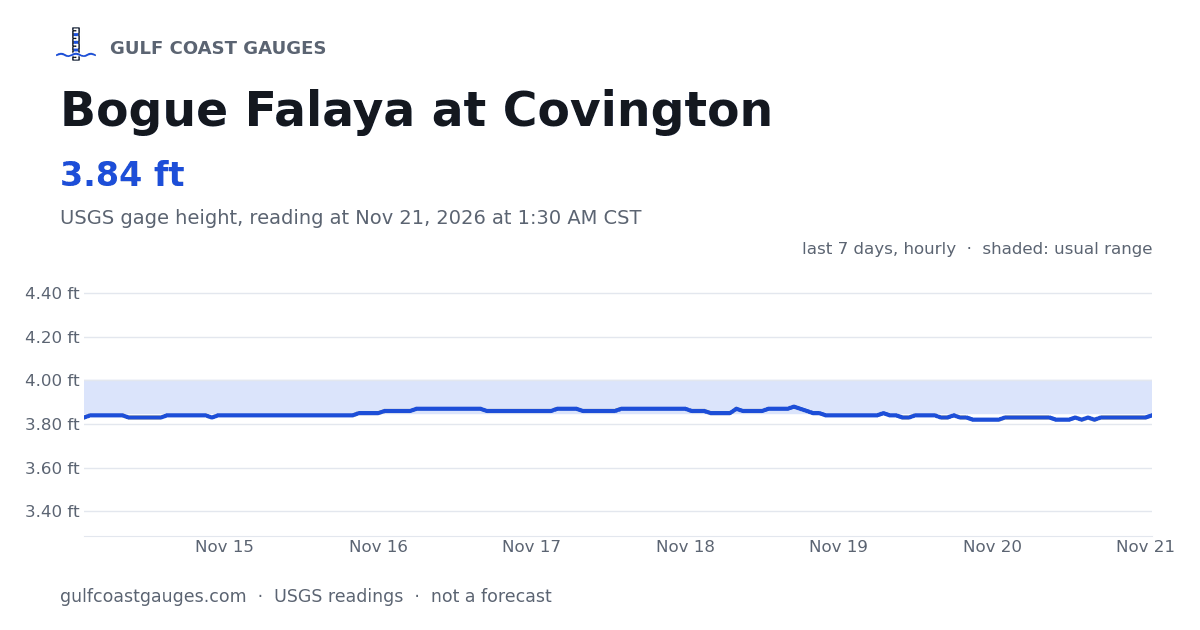 GULF COAST GAUGES
Bogue Falaya at Covington
3.84 ft
USGS gage height, reading at Nov 21, 2026 at 1:30 AM CST
last 7 days, hourly · shaded: usual range
4.40 ft
4.20 ft
4.00 ft
3.80 ft
3.60 ft
3.40 ft
Nov 15 Nov 16 Nov 17 Nov 18 Nov 19 Nov 20 Nov 21
gulfcoastgauges.com · USGS readings · not a forecast